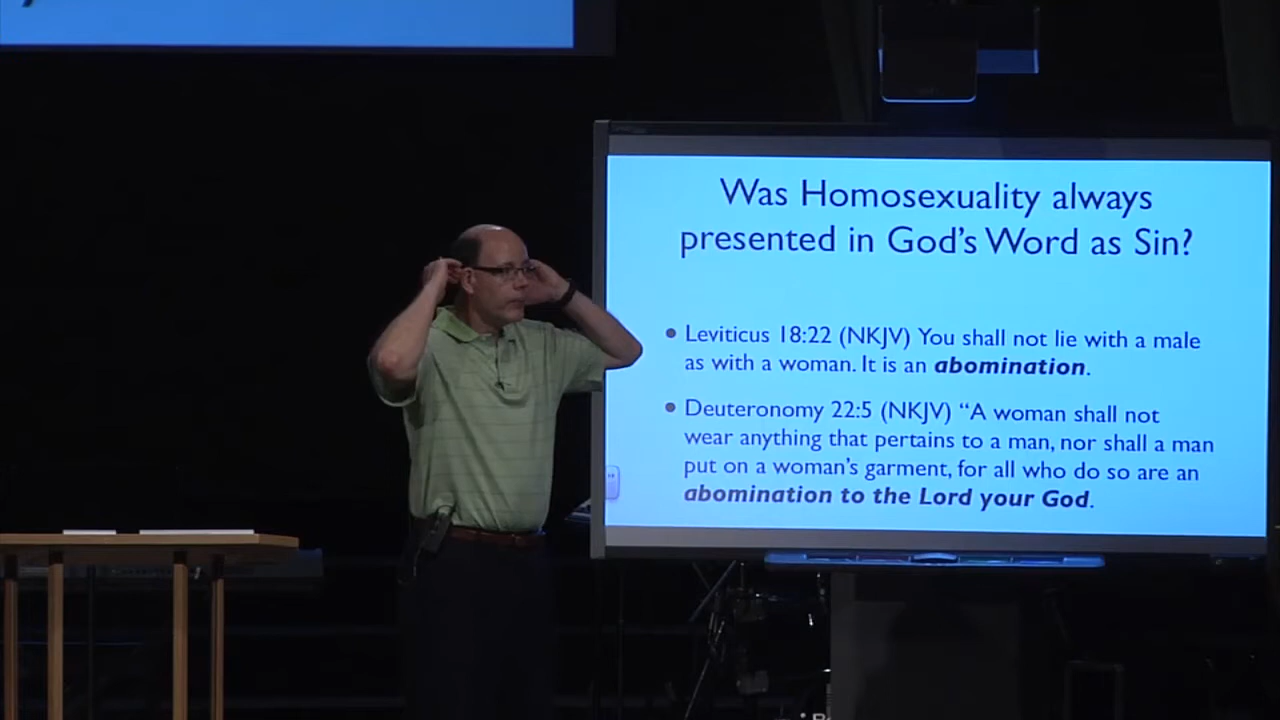 Was Homosexuality always
presented in God's Word as Sin?
• Leviticus 18:22 (NKJV) You shall not lie with a male
as with a woman. It is an abomination.
• Deuteronomy 22:5 (NKJV) “A woman shall not
wear anything that pertains to a man, nor shall a man
put on a woman's garment, for all who do so are an
abomination to the Lord your God.